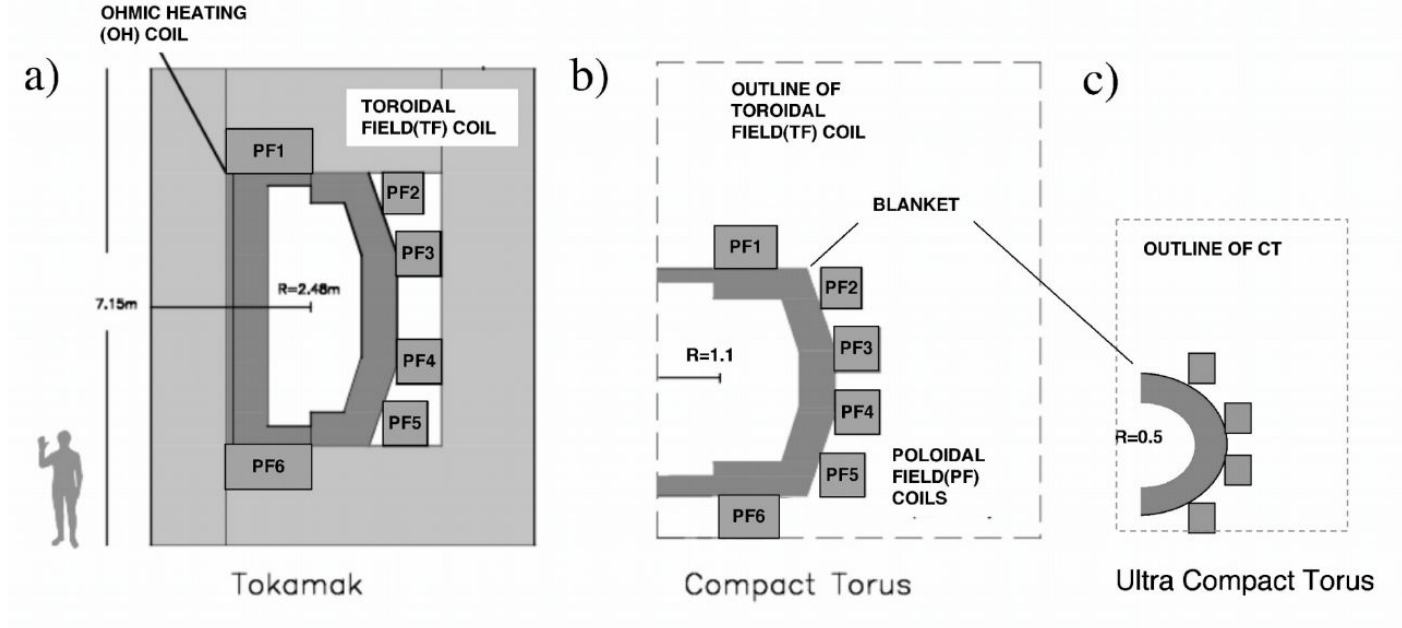 OHMIC HEATING
(OH) COIL
a)
TOROIDAL
FIELD(TF) COIL
PF1
PF2
PF3
R=2.48m
7.15m
PF4
PF5
PF6
Tokamak
b)
OUTLINE OF
TOROIDAL
FIELD(TF) COIL
BLANKET
PF1
PF2
PF3
R=1.1
PF4
PF5
POLOIDAL
FIELD(PF)
COILS
PF6
Compact Torus
c)
OUTLINE OF CT
R=0.5
Ultra Compact Torus